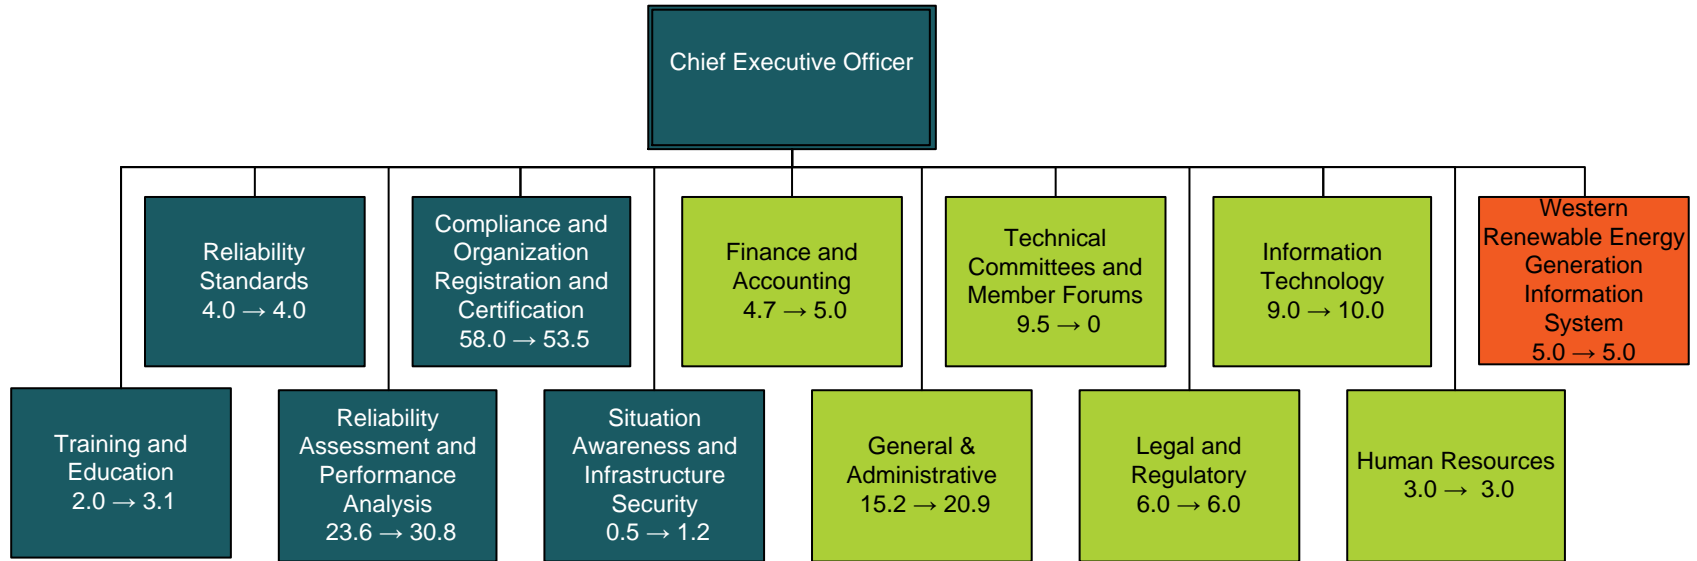 Chief Executive Officer
Reliability
Standards
4.0 → 4.0
Compliance and
Organization
Registration and
Certification
58.0 → 53.5
Finance and
Accounting
4.7 → 5.0
Technical
Committees and
Member Forums
9.5 → 0
Information
Technology
9.0 → 10.0
Western
Renewable Energy
Generation
Information
System
5.0 → 5.0
Training and
Education
2.0 → 3.1
Reliability
Assessment and
Performance
Analysis
23.6 → 30.8
Situation
Awareness and
Infrastructure
Security
0.5 → 1.2
General &
Administrative
15.2 → 20.9
Legal and
Regulatory
6.0 → 6.0
Human Resources
3.0 → 3.0